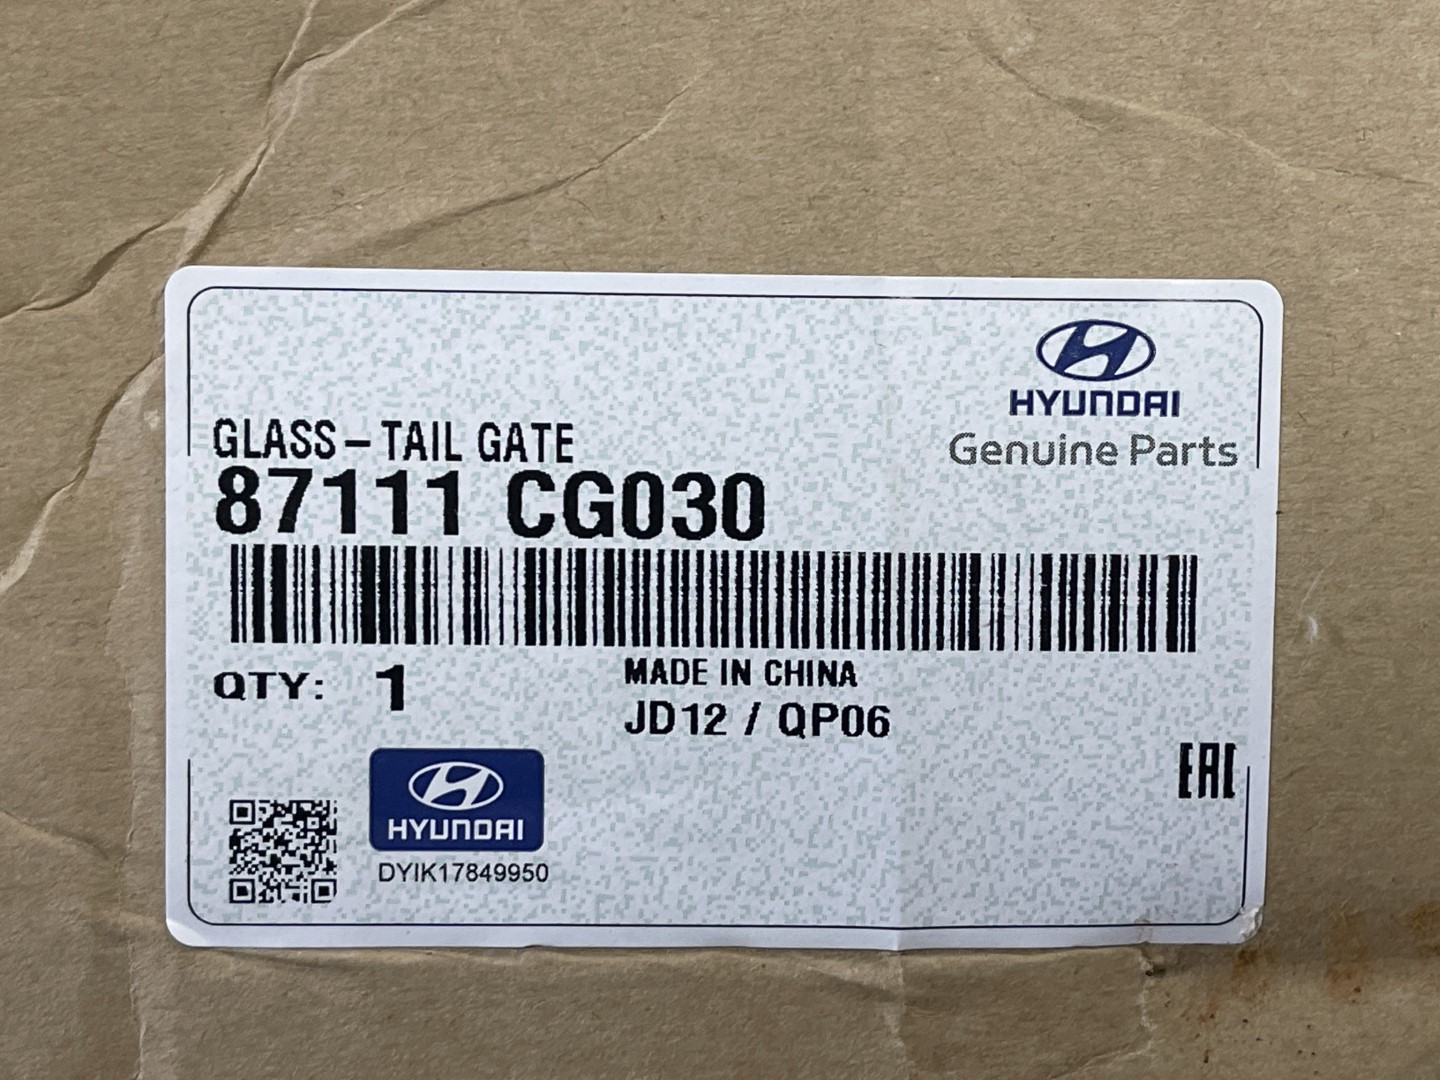 HYUNDAI
Genuine Parts
GLASS – TAIL GATE
87111 CG030
QTY: 1
MADE IN CHINA
JD12 / QP06
EAC
HYUNDAI
DYIK17849950